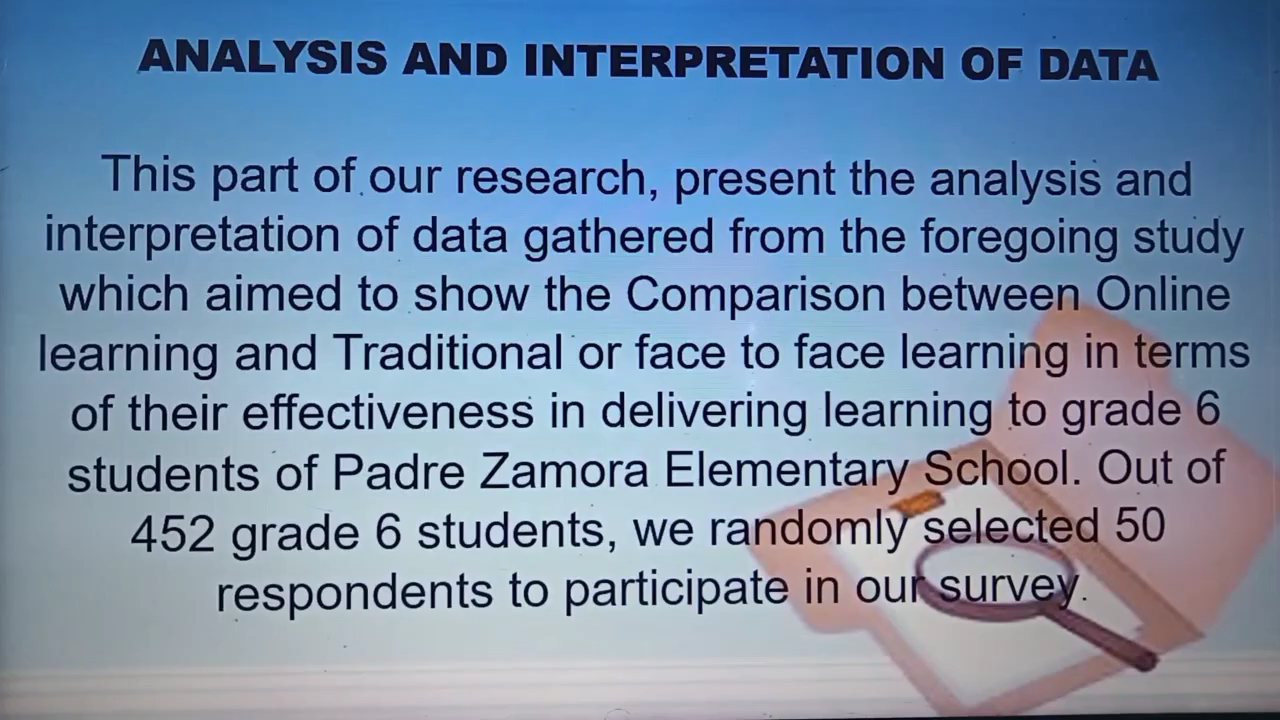 ANALYSIS AND INTERPRETATION OF DATA
This part of our research, present the analysis and
interpretation of data gathered from the foregoing study
which aimed to show the Comparison between Online
learning and Traditional or face to face learning in terms
of their effectiveness in delivering learning to grade 6
students of Padre Zamora Elementary School. Out of
452 grade 6 students, we randomly selected 50
respondents to participate in our survey.